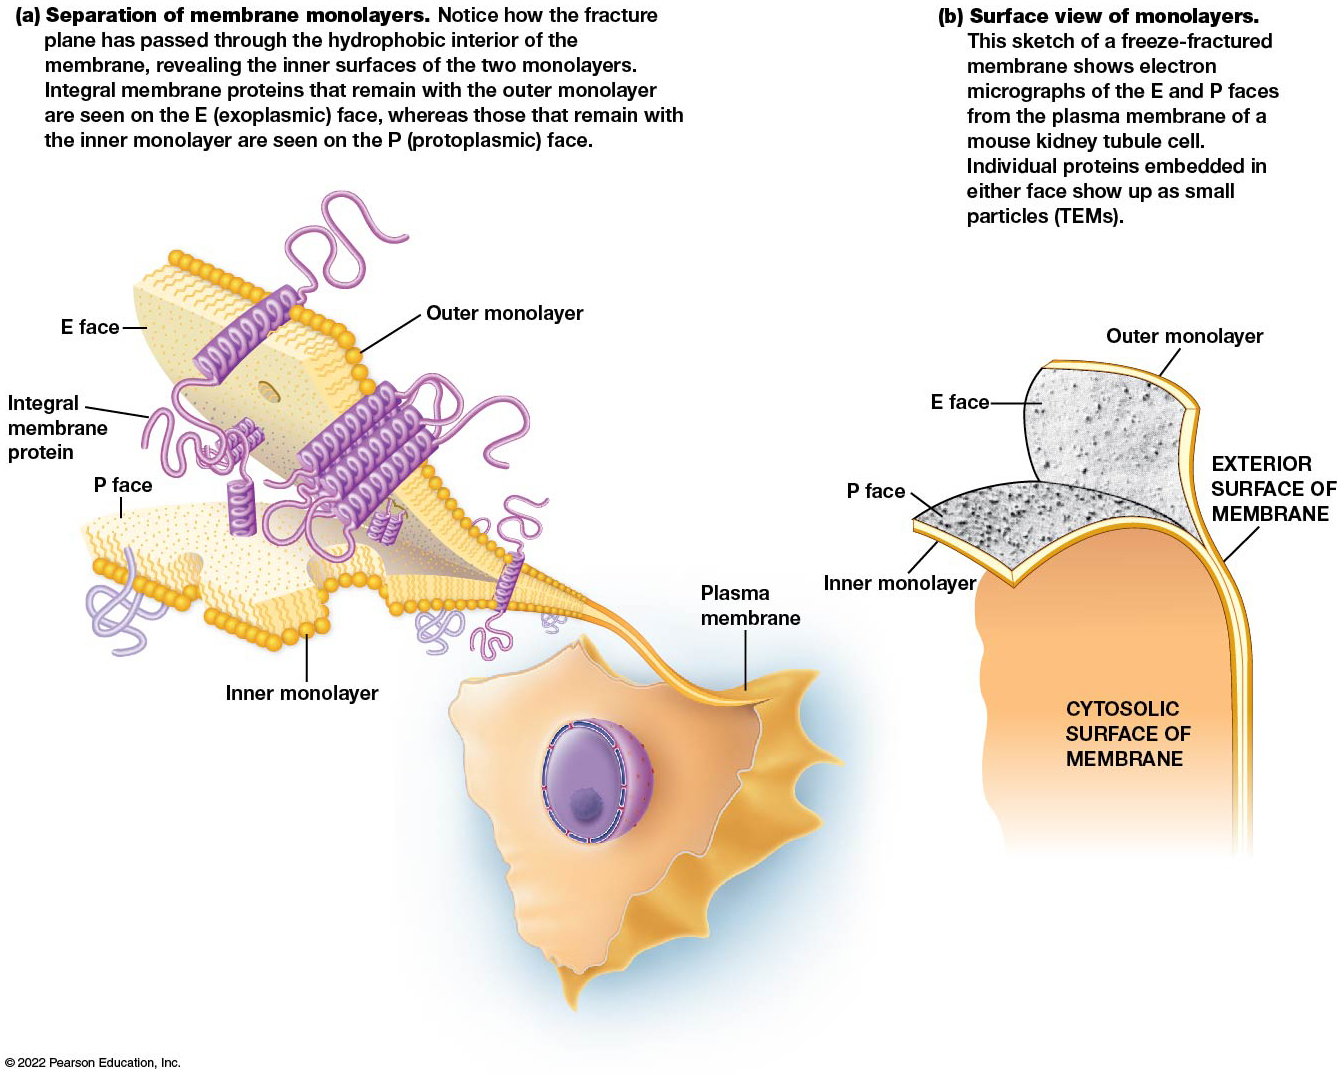 (a) Separation of membrane monolayers. Notice how the fracture
plane has passed through the hydrophobic interior of the
membrane, revealing the inner surfaces of the two monolayers.
Integral membrane proteins that remain with the outer monolayer
are seen on the E (exoplasmic) face, whereas those that remain with
the inner monolayer are seen on the P (protoplasmic) face.
E face
Outer monolayer
Integral
membrane
protein
P face
Inner monolayer
Plasma
membrane
(b) Surface view of monolayers.
This sketch of a freeze-fractured
membrane shows electron
micrographs of the E and P faces
from the plasma membrane of a
mouse kidney tubule cell.
Individual proteins embedded in
either face show up as small
particles (TEMs).
Outer monolayer
E face
EXTERIOR
SURFACE OF
MEMBRANE
P face
Inner monolayer
CYTOSOLIC
SURFACE OF
MEMBRANE
© 2022 Pearson Education, Inc.